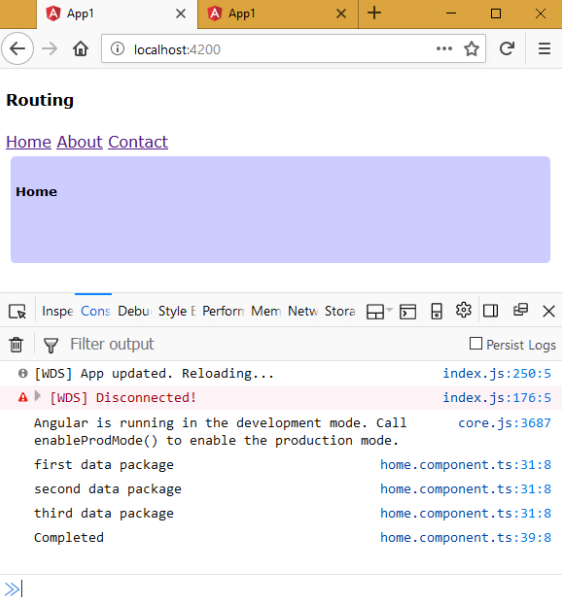 App1
App1
localhost:4200
Routing
Home About Contact
Home
Inspe Cons Debu Style E Perforn Mem Netw Stora
Filter output
Persist Logs
[WDS] App updated. Reloading... index.js:250:5
[WDS] Disconnected! index.js:176:5
Angular is running in the development mode. Call core.js:3687
enableProdMode() to enable the production mode.
first data package home.component.ts:31:8
second data package home.component.ts:31:8
third data package home.component.ts:31:8
Completed home.component.ts:39:8